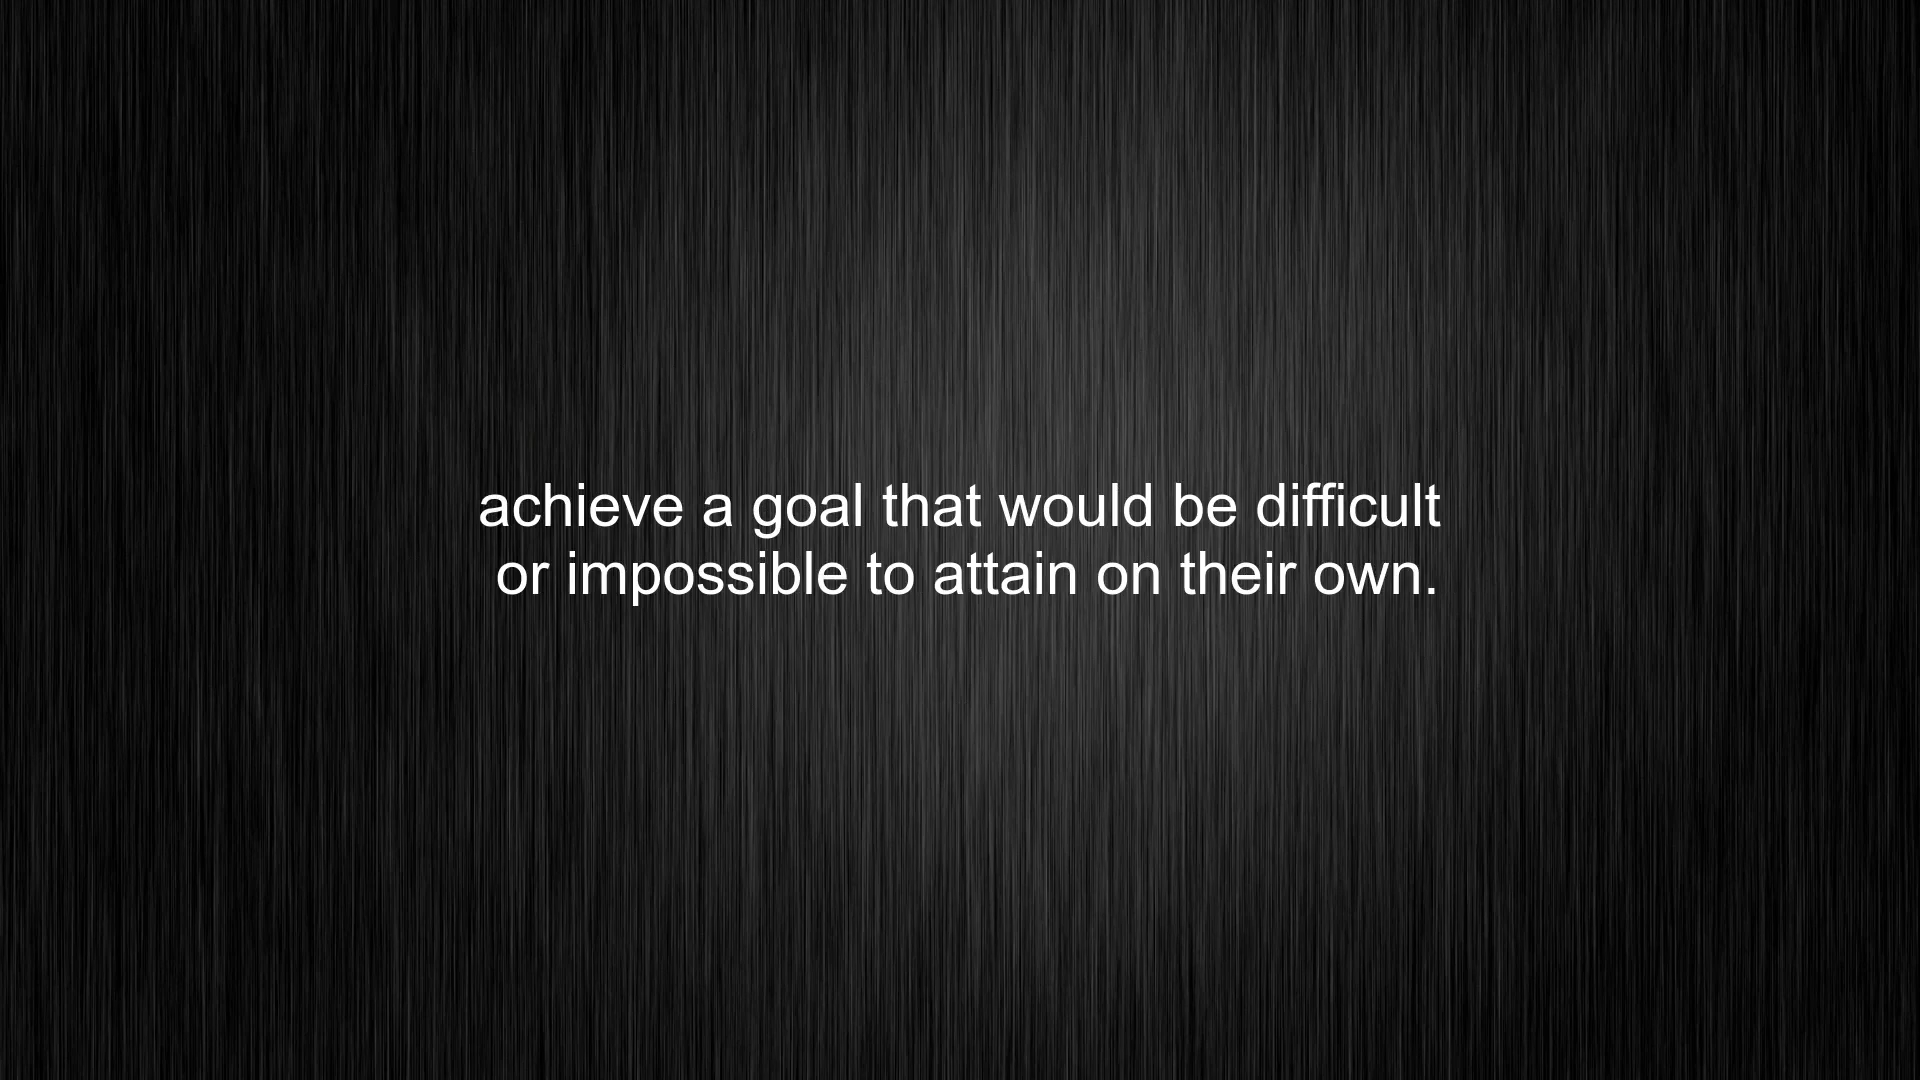 achieve a goal that would be difficult
or impossible to attain on their own.